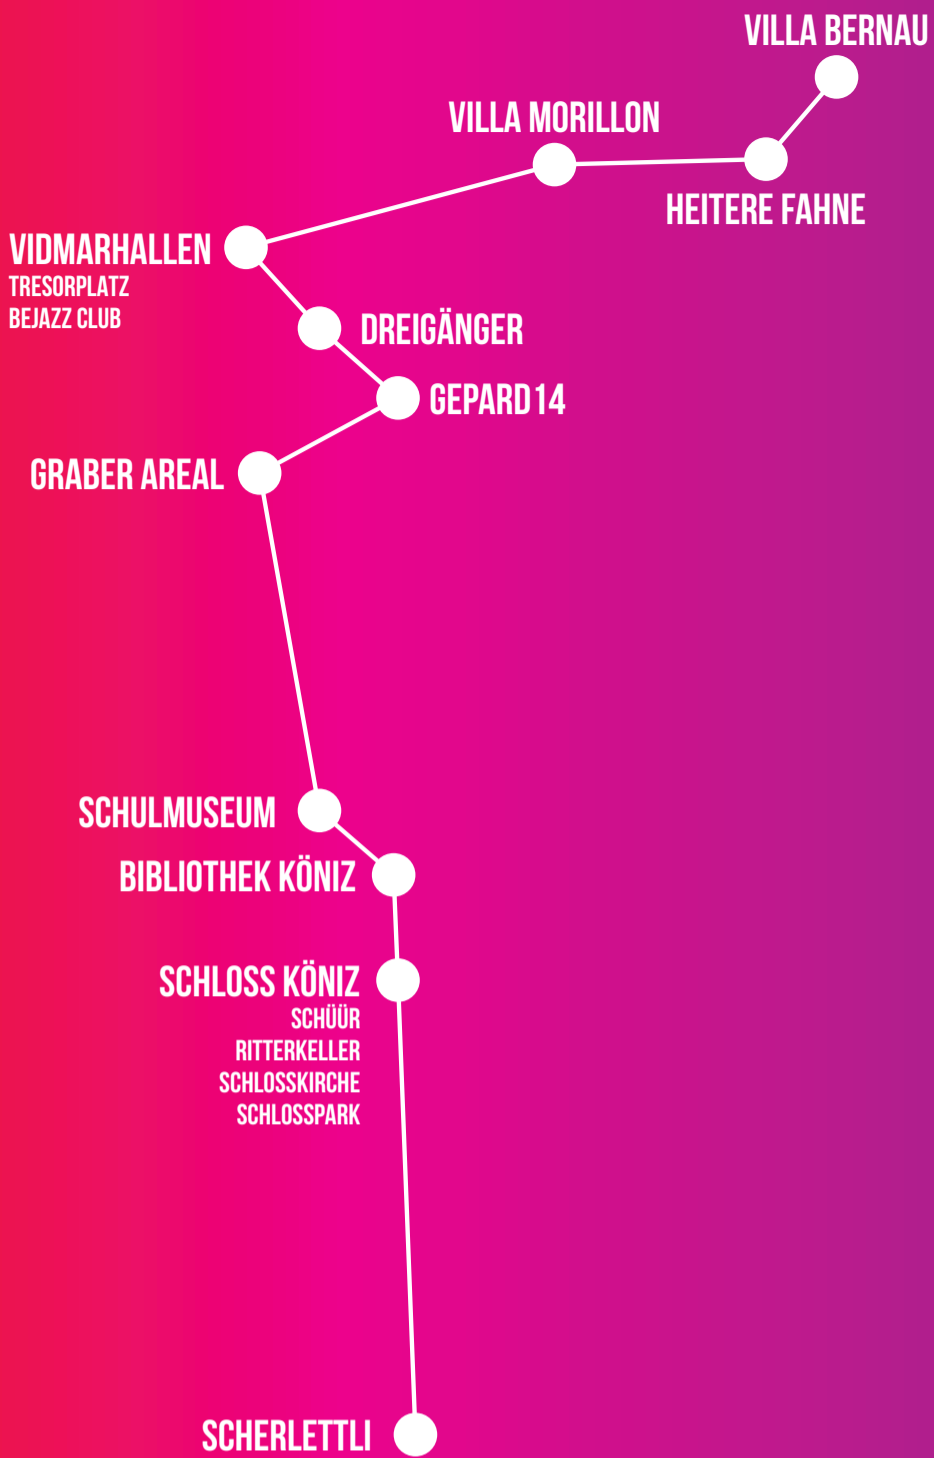 VILLA BERNAU
VILLA MORILLON
HEITERE FAHNE
VIDMARHALLEN
TRESORPLATZ
BEJAZZ CLUB
DREIGÄNGER
GEPARD14
GRABER AREAL
SCHULMUSEUM
BIBLIOTHEK KÖNIZ
SCHLOSS KÖNIZ
SCHÜÜR
RITTERKELLER
SCHLOSSKIRCHE
SCHLOSSPARK
SCHERLETTLI